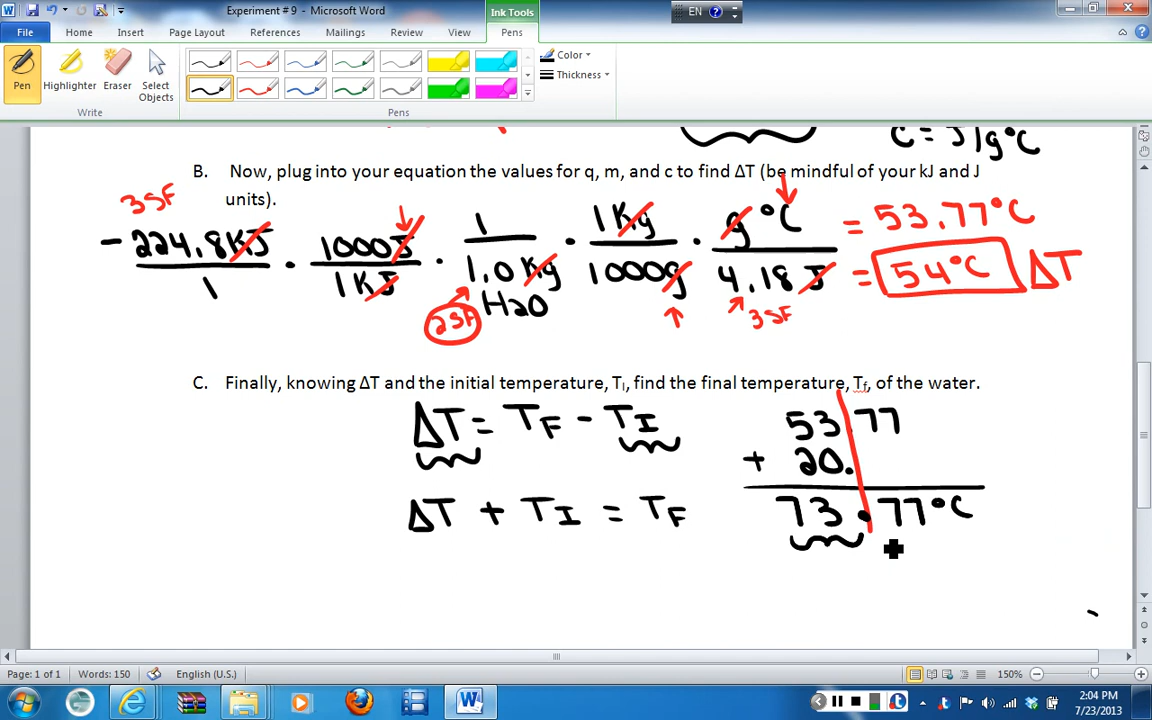 Experiment # 9 - Microsoft Word
Ink Tools
EN
File Home Insert Page Layout References Mailings Review View Pens
Pen Highlighter Eraser Select Objects
Color
Thickness
Write
Pens
C = J/g°C
B. Now, plug into your equation the values for q, m, and c to find ΔT (be mindful of your kJ and J
units).
3SF
-224.8KJ/1 · 1000J/1KJ · 1/1.0Kg H2O · 1Kg/1000g · g°C/4.18J = 53.77°C
= 54°C ΔT
2SF
3SF
C. Finally, knowing ΔT and the initial temperature, TI, find the final temperature, Tf, of the water.
ΔT = TF - TI
53.77
+ 20.
ΔT + TI = TF
73.77°C
Page: 1 of 1 Words: 150 English (U.S.) 150%
2:04 PM
7/23/2013